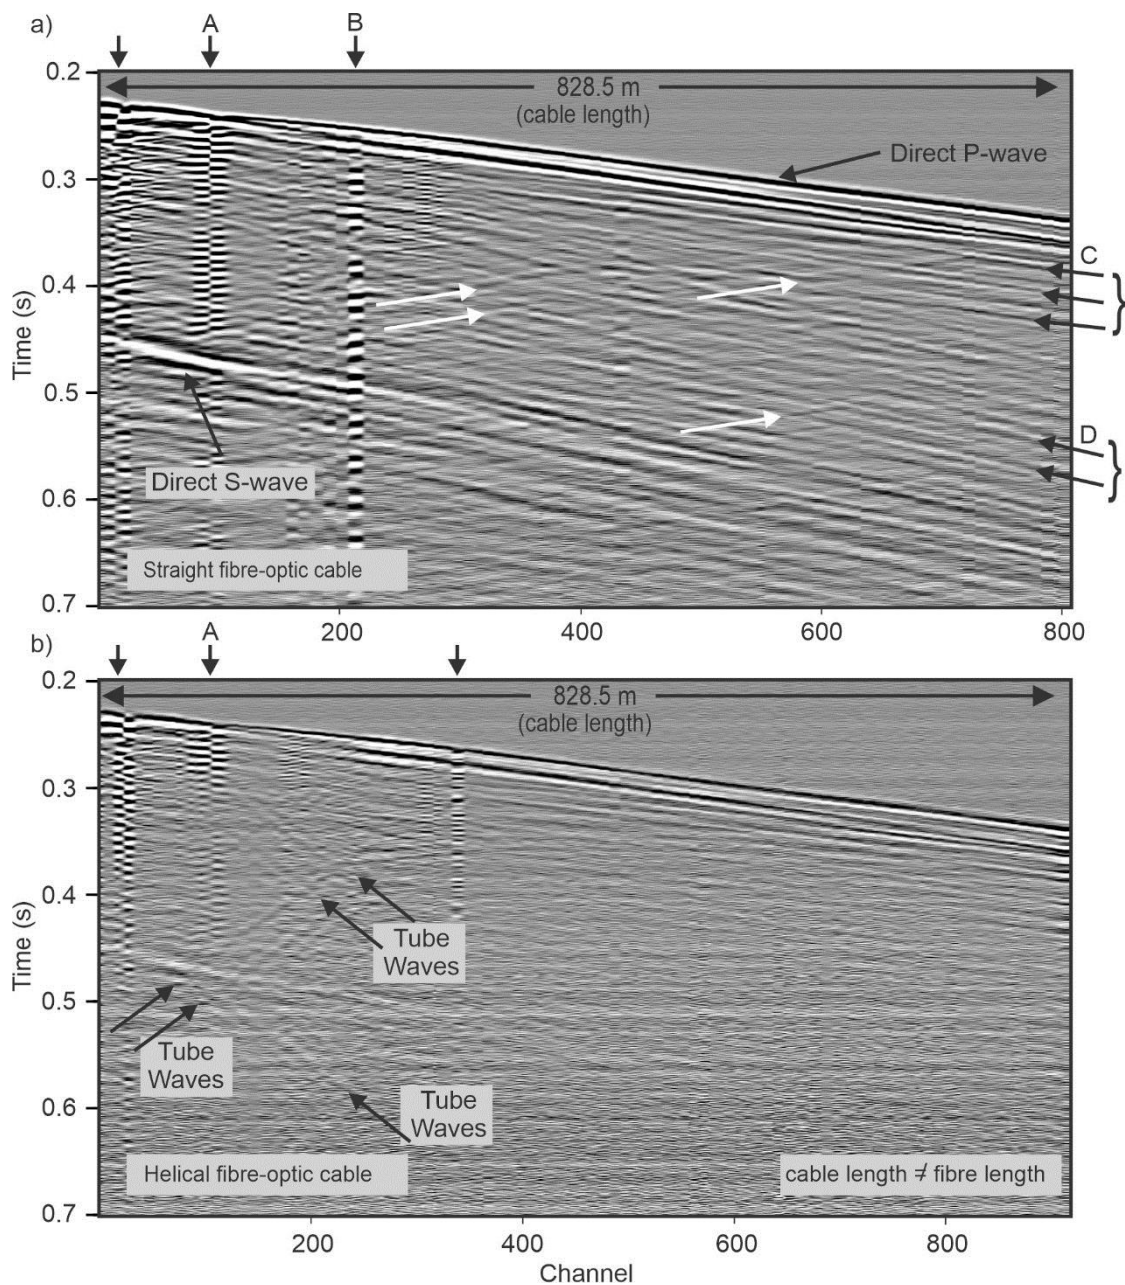 a)
A
B
0.2
828.5 m
(cable length)
Direct P-wave
0.3
C
0.4
Time (s)
0.5
D
Direct S-wave
0.6
Straight fibre-optic cable
0.7
200
400
600
800
b)
A
0.2
828.5 m
(cable length)
0.3
0.4
Time (s)
Tube
Waves
0.5
Tube
Waves
0.6
Tube
Waves
Helical fibre-optic cable
cable length ≠ fibre length
0.7
200
400
600
800
Channel